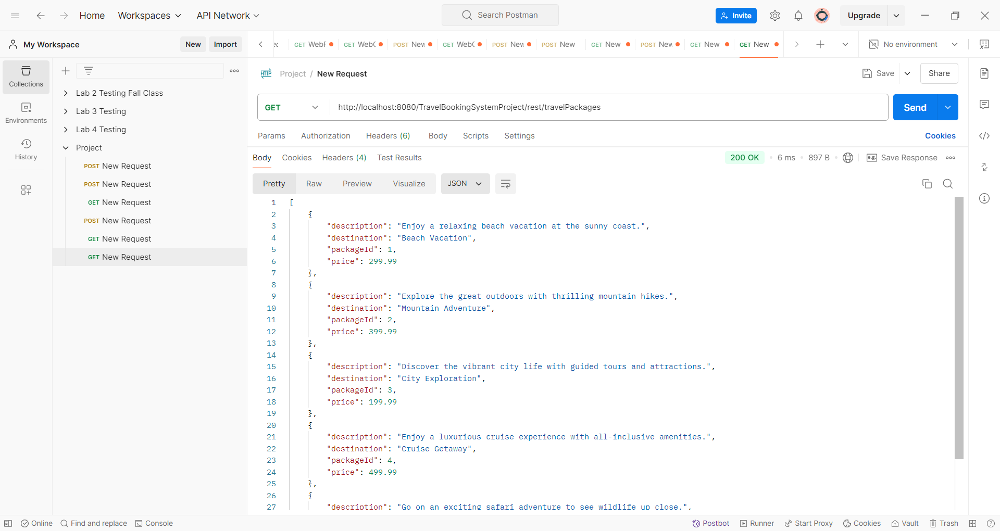 Home Workspaces API Network Search Postman Invite Upgrade
My Workspace New Import
GET WebF GET WebC POST New GET WebC POST New POST New GET New POST New GET New GET New No environment
Collections
Environments
History
Lab 2 Testing Fall Class
Lab 3 Testing
Lab 4 Testing
Project
POST New Request
POST New Request
GET New Request
POST New Request
GET New Request
GET New Request
HTTP Project / New Request Save Share
GET http://localhost:8080/TravelBookingSystemProject/rest/travelPackages Send
Params Authorization Headers (6) Body Scripts Settings Cookies
Body Cookies Headers (4) Test Results 200 OK 6 ms 897 B e.g. Save Response
Pretty Raw Preview Visualize JSON
1 [
2 {
3 "description": "Enjoy a relaxing beach vacation at the sunny coast.",
4 "destination": "Beach Vacation",
5 "packageId": 1,
6 "price": 299.99
7 },
8 {
9 "description": "Explore the great outdoors with thrilling mountain hikes.",
10 "destination": "Mountain Adventure",
11 "packageId": 2,
12 "price": 399.99
13 },
14 {
15 "description": "Discover the vibrant city life with guided tours and attractions.",
16 "destination": "City Exploration",
17 "packageId": 3,
18 "price": 199.99
19 },
20 {
21 "description": "Enjoy a luxurious cruise experience with all-inclusive amenities.",
22 "destination": "Cruise Getaway",
23 "packageId": 4,
24 "price": 499.99
25 },
26 {
27 "description": "Go on an exciting safari adventure to see wildlife up close.",
Online Find and replace Console Postbot Runner Start Proxy Cookies Vault Trash